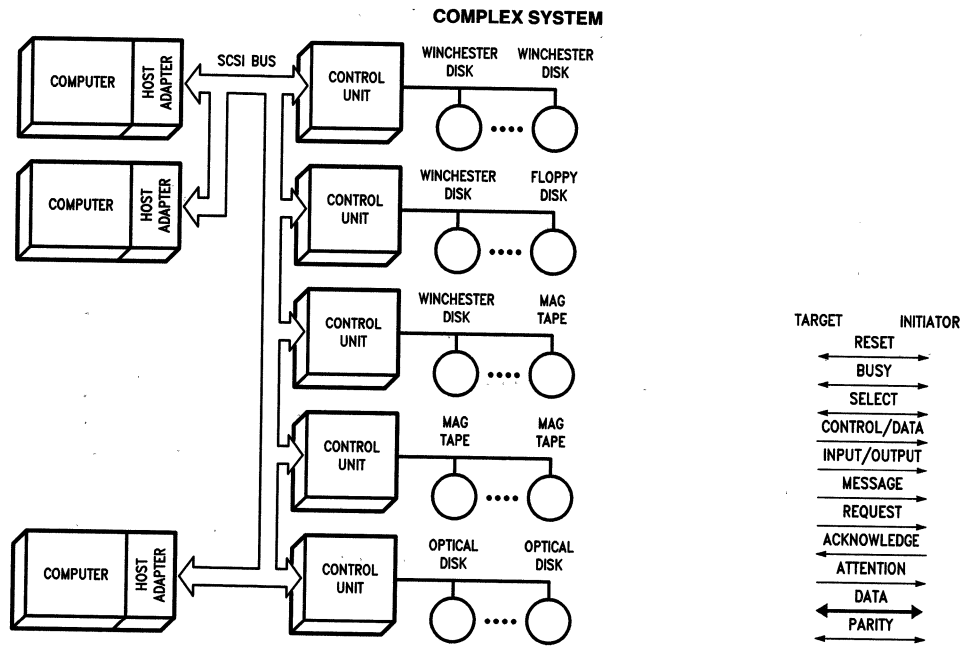 COMPLEX SYSTEM
COMPUTER
HOST
ADAPTER
SCSI BUS
CONTROL
UNIT
WINCHESTER
DISK
WINCHESTER
DISK
COMPUTER
HOST
ADAPTER
CONTROL
UNIT
WINCHESTER
DISK
FLOPPY
DISK
CONTROL
UNIT
WINCHESTER
DISK
MAG
TAPE
CONTROL
UNIT
MAG
TAPE
MAG
TAPE
COMPUTER
HOST
ADAPTER
CONTROL
UNIT
OPTICAL
DISK
OPTICAL
DISK
TARGET
INITIATOR
RESET
BUSY
SELECT
CONTROL/DATA
INPUT/OUTPUT
MESSAGE
REQUEST
ACKNOWLEDGE
ATTENTION
DATA
PARITY